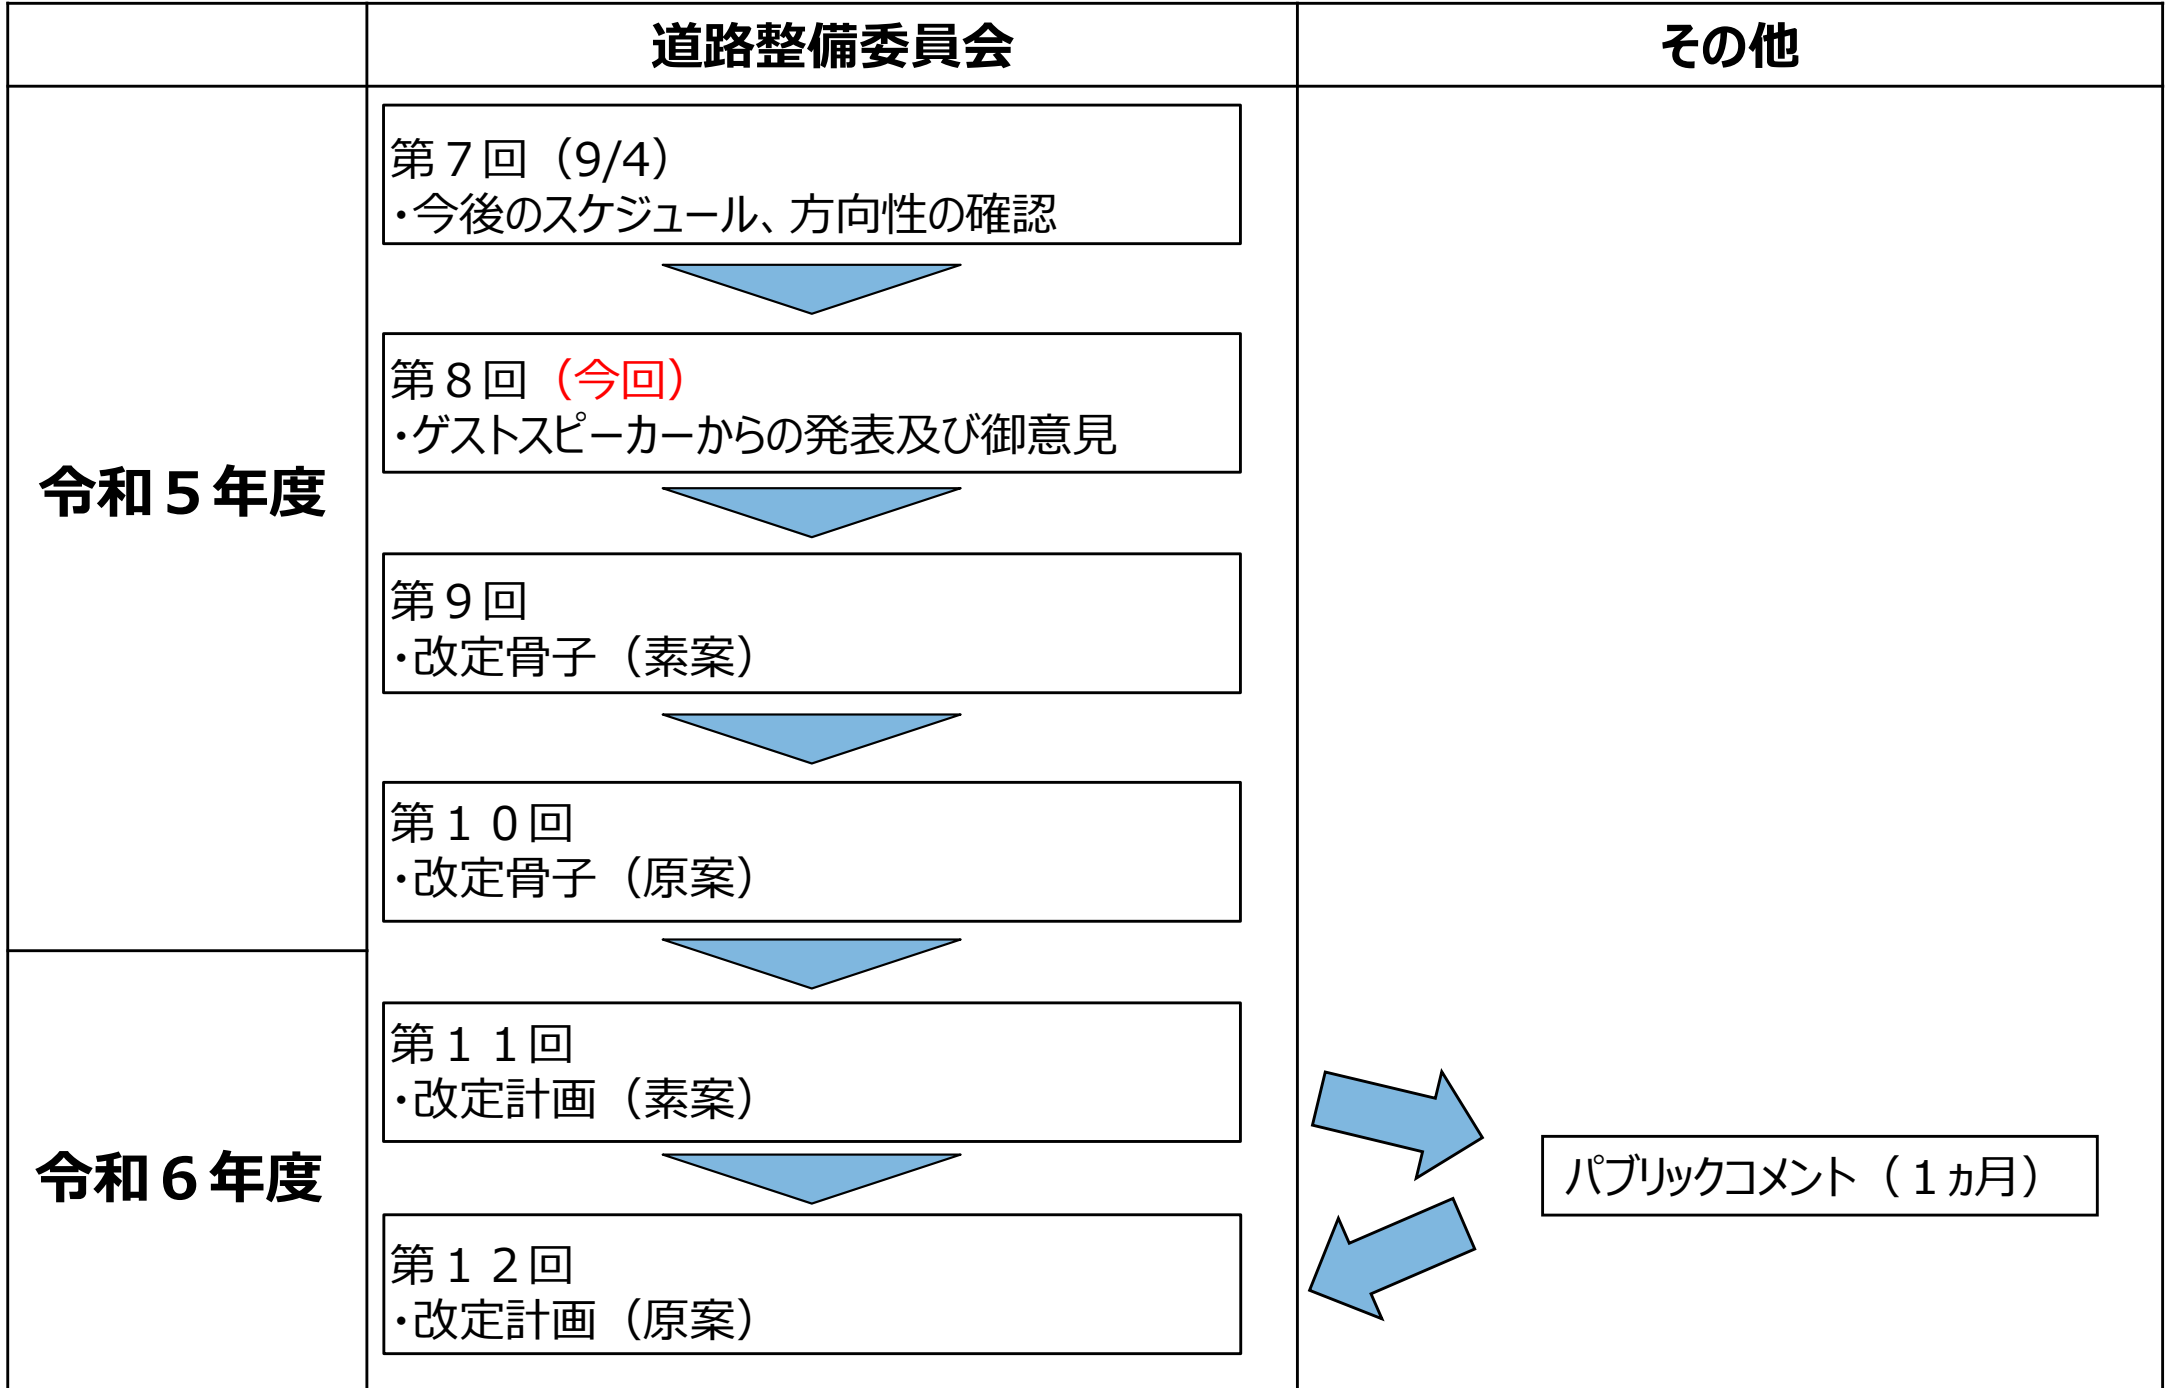 道路整備委員会
その他
令和５年度
第７回（9/4）
・今後のスケジュール、方向性の確認
第８回（今回）
・ゲストスピーカーからの発表及び御意見
第９回
・改定骨子（素案）
第１０回
・改定骨子（原案）
令和６年度
第１１回
・改定計画（素案）
パブリックコメント（１ヵ月）
第１２回
・改定計画（原案）